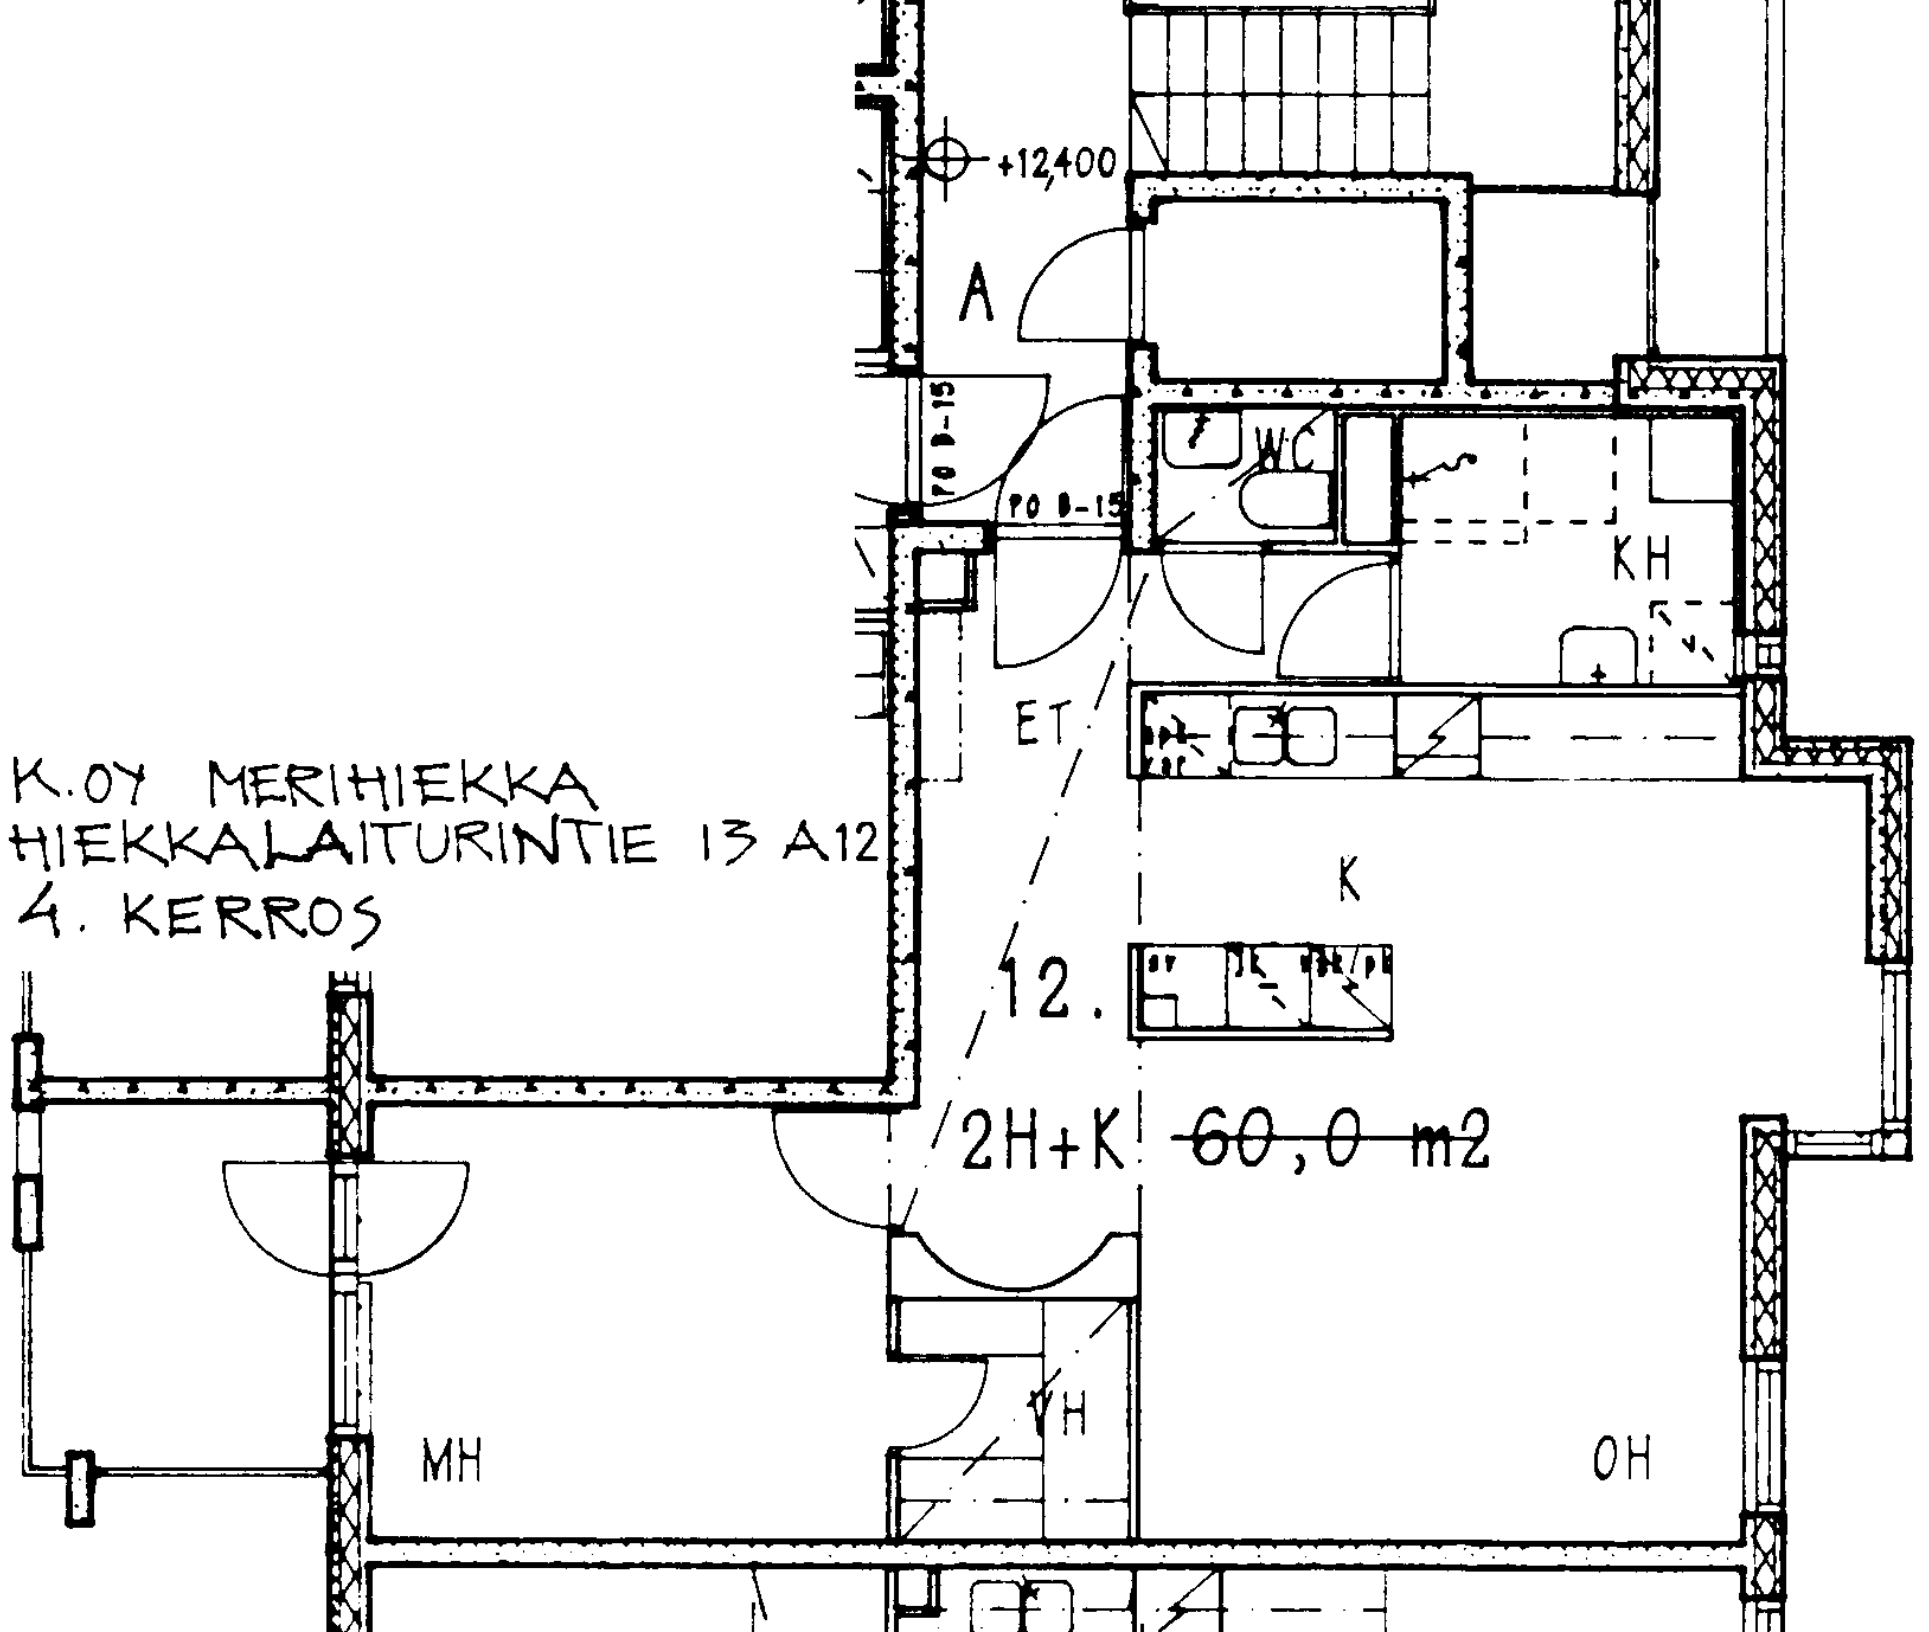 +12,400
A
PO B-15
PO B-15
WC
KH
ET
K.OY MERIHIEKKA
HIEKKALAITURINTIE 13 A12
4. KERROS
K
12.
2H+K 60,0 m2
VH
MH
OH